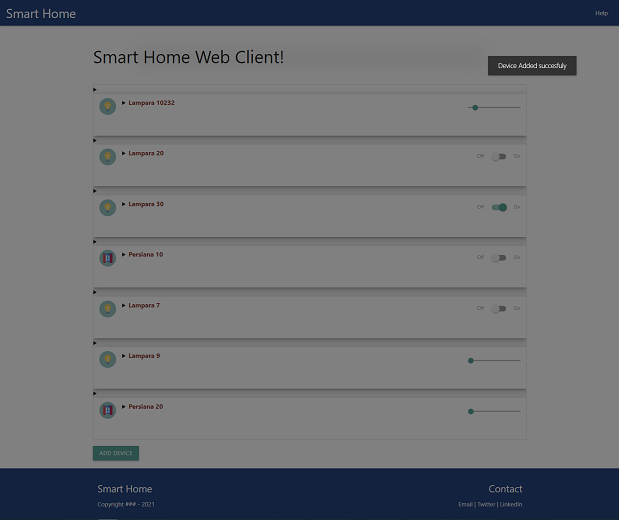 Smart Home
Help
Smart Home Web Client!
Device Added succesfuly
Lampara 10232
Lampara 20
Off On
Lampara 30
Off On
Persiana 10
Off On
Lampara 7
Off On
Lampara 9
Persiana 20
ADD DEVICE
Smart Home
Contact
Copyright ### - 2021
Email | Twitter | LinkedIn